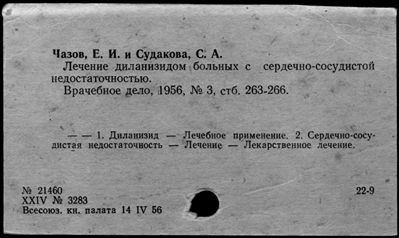 Чазов, Е. И. и Судакова, С. А.
Лечение диланизидом больных с сердечно-сосудистой
недостаточностью.
Врачебное дело, 1956, № 3, стб. 263-266.
— — 1. Диланизид — Лечебное применение. 2. Сердечно-сосу-
дистая недостаточность — Лечение — Лекарственное лечение.
№ 21460
22-9
XXIV № 3283
Всесоюз. кн. палата 14 IV 56